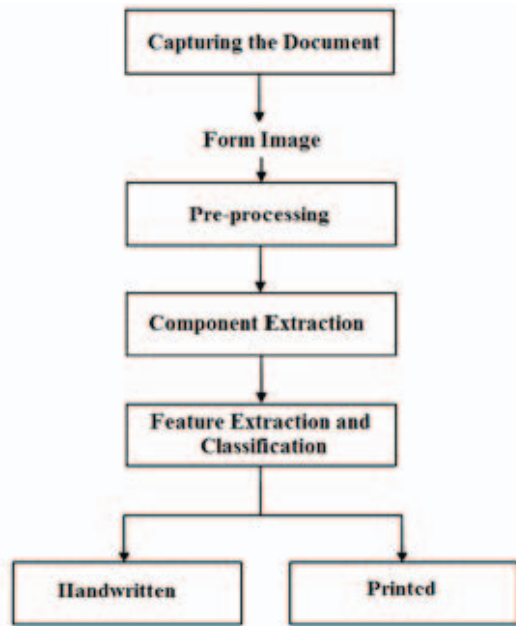 Capturing the Document
Form Image
Pre-processing
Component Extraction
Feature Extraction and
Classification
Handwritten
Printed